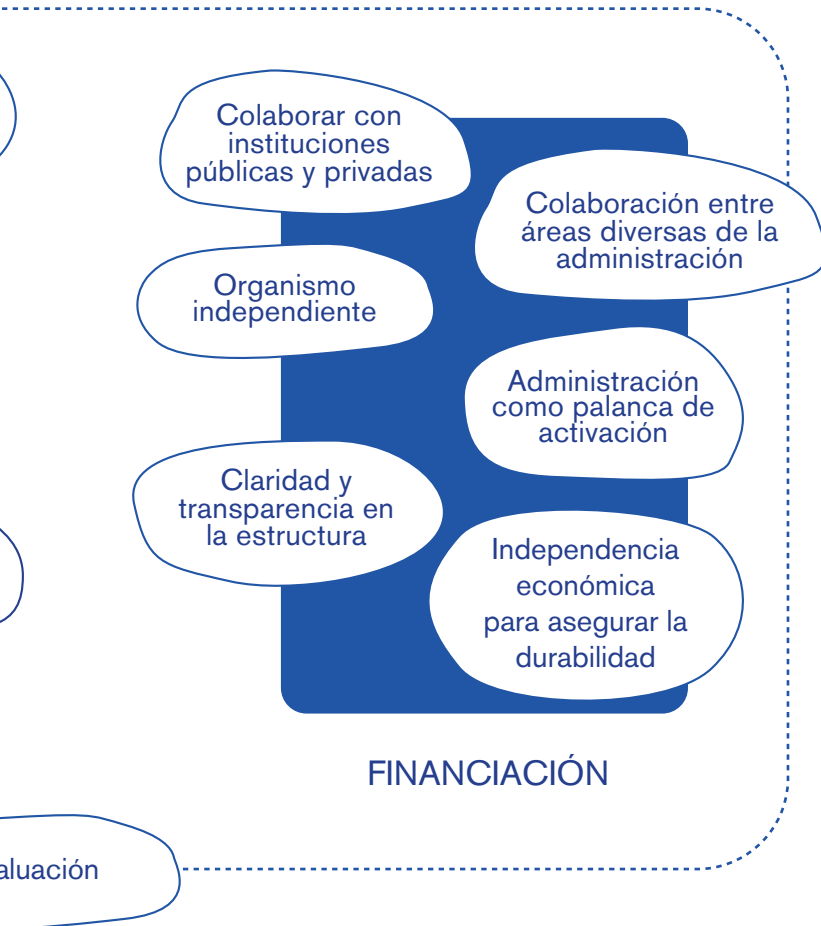 Colaborar con
instituciones
públicas y privadas
Colaboración entre
áreas diversas de la
administración
Organismo
independiente
Administración
como palanca de
activación
Claridad y
transparencia en
la estructura
Independencia
económica
para asegurar la
durabilidad
FINANCIACIÓN
aluación